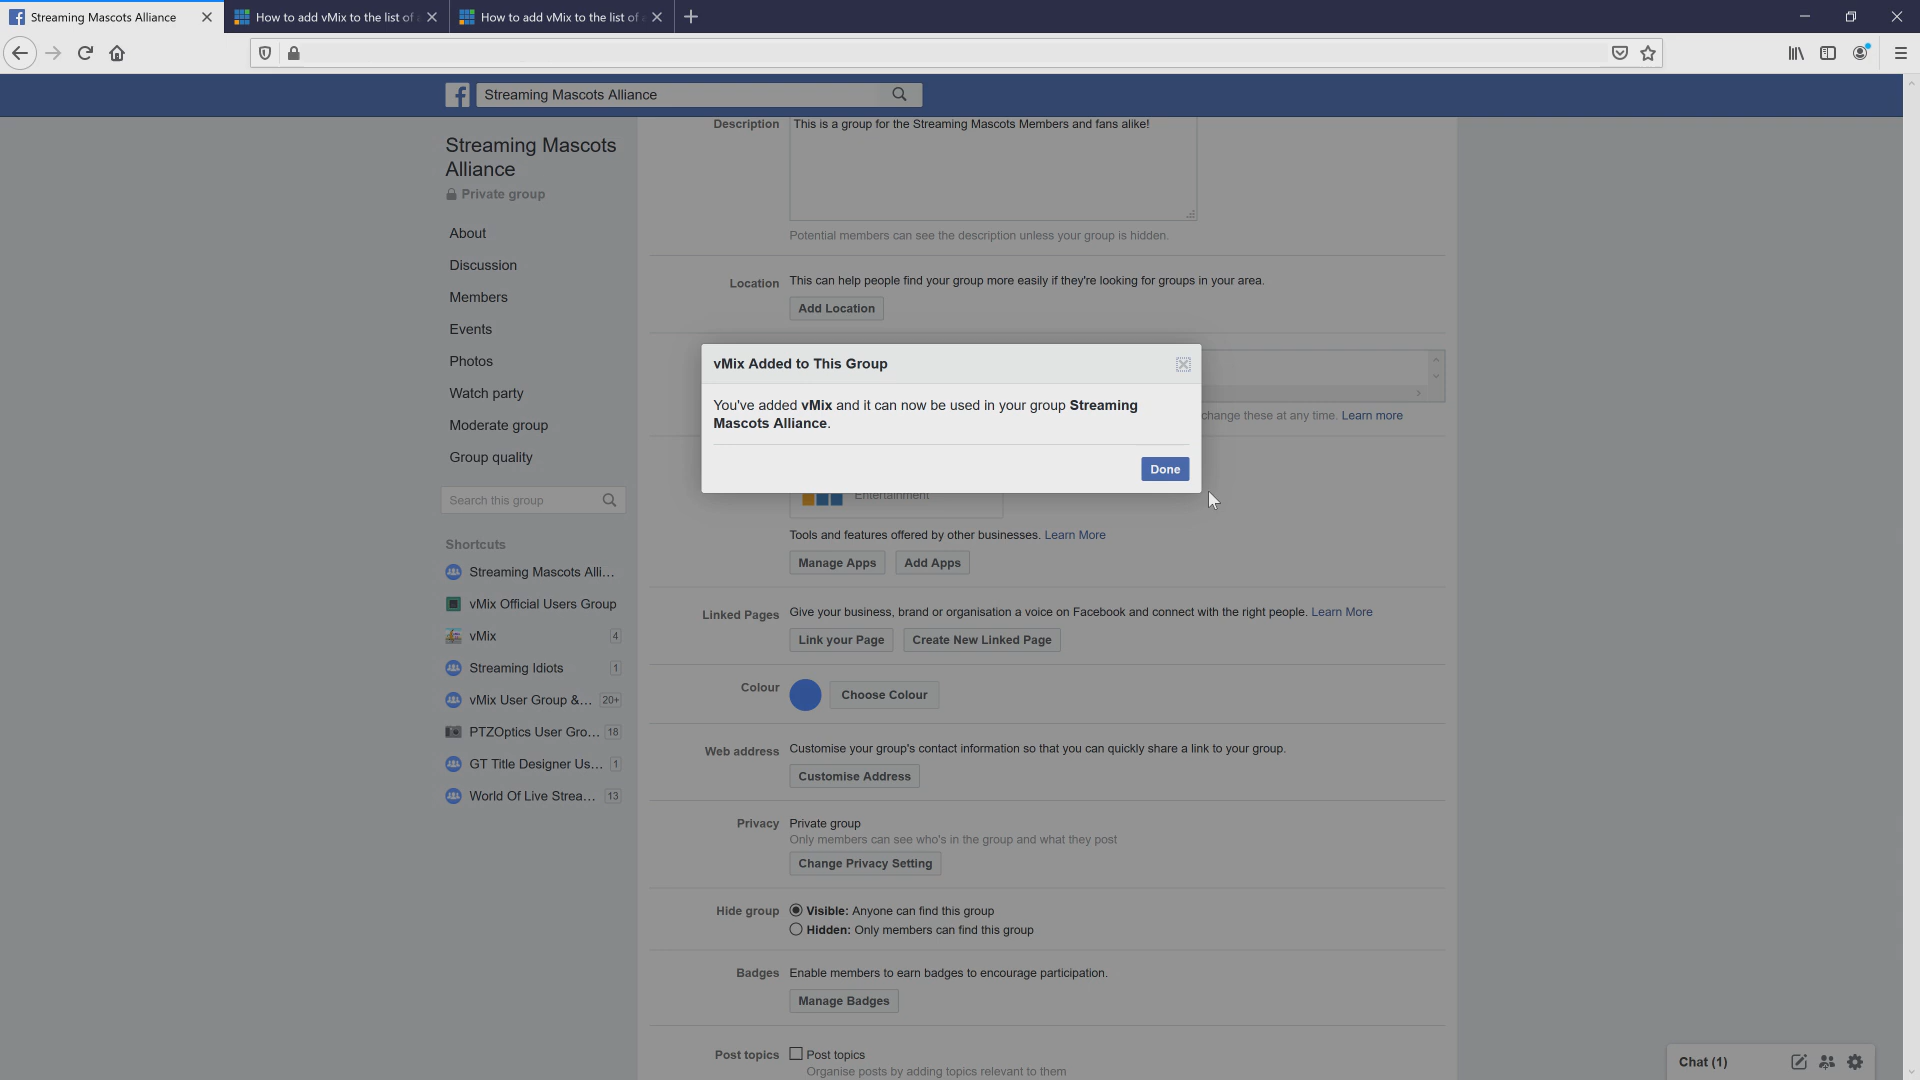 Streaming Mascots Alliance
How to add vMix to the list of
How to add vMix to the list of
Streaming Mascots Alliance
Streaming Mascots
Alliance
Private group
About
Discussion
Members
Events
Photos
Watch party
Moderate group
Group quality
Search this group
Shortcuts
Streaming Mascots Alli...
vMix Official Users Group
vMix 4
Streaming Idiots 1
vMix User Group &... 20+
PTZOptics User Gro... 18
GT Title Designer Us... 1
World Of Live Strea... 13
Description This is a group for the Streaming Mascots Members and fans alike!
Potential members can see the description unless your group is hidden.
Location This can help people find your group more easily if they're looking for groups in your area.
Add Location
vMix Added to This Group
You've added vMix and it can now be used in your group Streaming
Mascots Alliance.
Done
change these at any time. Learn more
Entertainment
Tools and features offered by other businesses. Learn More
Manage Apps Add Apps
Linked Pages Give your business, brand or organisation a voice on Facebook and connect with the right people. Learn More
Link your Page Create New Linked Page
Colour Choose Colour
Web address Customise your group's contact information so that you can quickly share a link to your group.
Customise Address
Privacy Private group
Only members can see who's in the group and what they post
Change Privacy Setting
Hide group Visible: Anyone can find this group
Hidden: Only members can find this group
Badges Enable members to earn badges to encourage participation.
Manage Badges
Post topics Post topics
Organise posts by adding topics relevant to them
Chat (1)